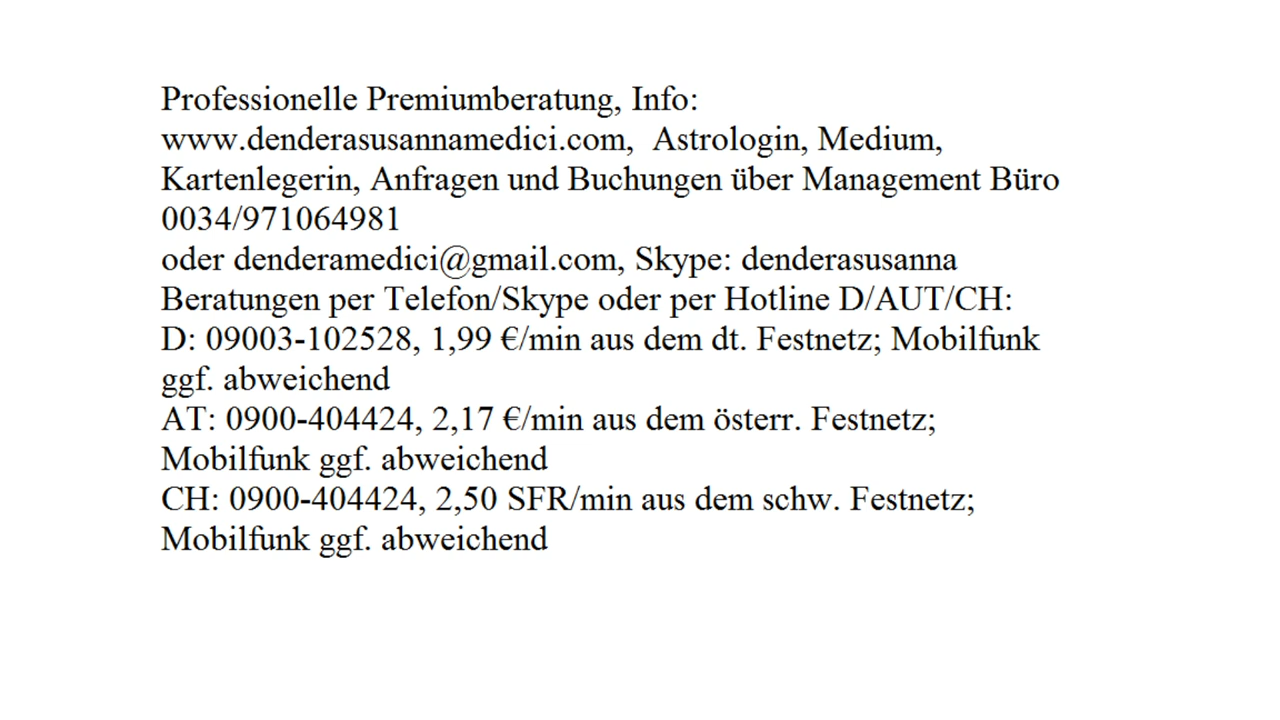 Professionelle Premiumberatung, Info:
www.denderasusannamedici.com,  Astrologin, Medium,
Kartenlegerin, Anfragen und Buchungen über Management Büro
0034/971064981
oder denderamedici@gmail.com, Skype: denderasusanna
Beratungen per Telefon/Skype oder per Hotline D/AUT/CH:
D: 09003-102528, 1,99 €/min aus dem dt. Festnetz; Mobilfunk
ggf. abweichend
AT: 0900-404424, 2,17 €/min aus dem österr. Festnetz;
Mobilfunk ggf. abweichend
CH: 0900-404424, 2,50 SFR/min aus dem schw. Festnetz;
Mobilfunk ggf. abweichend